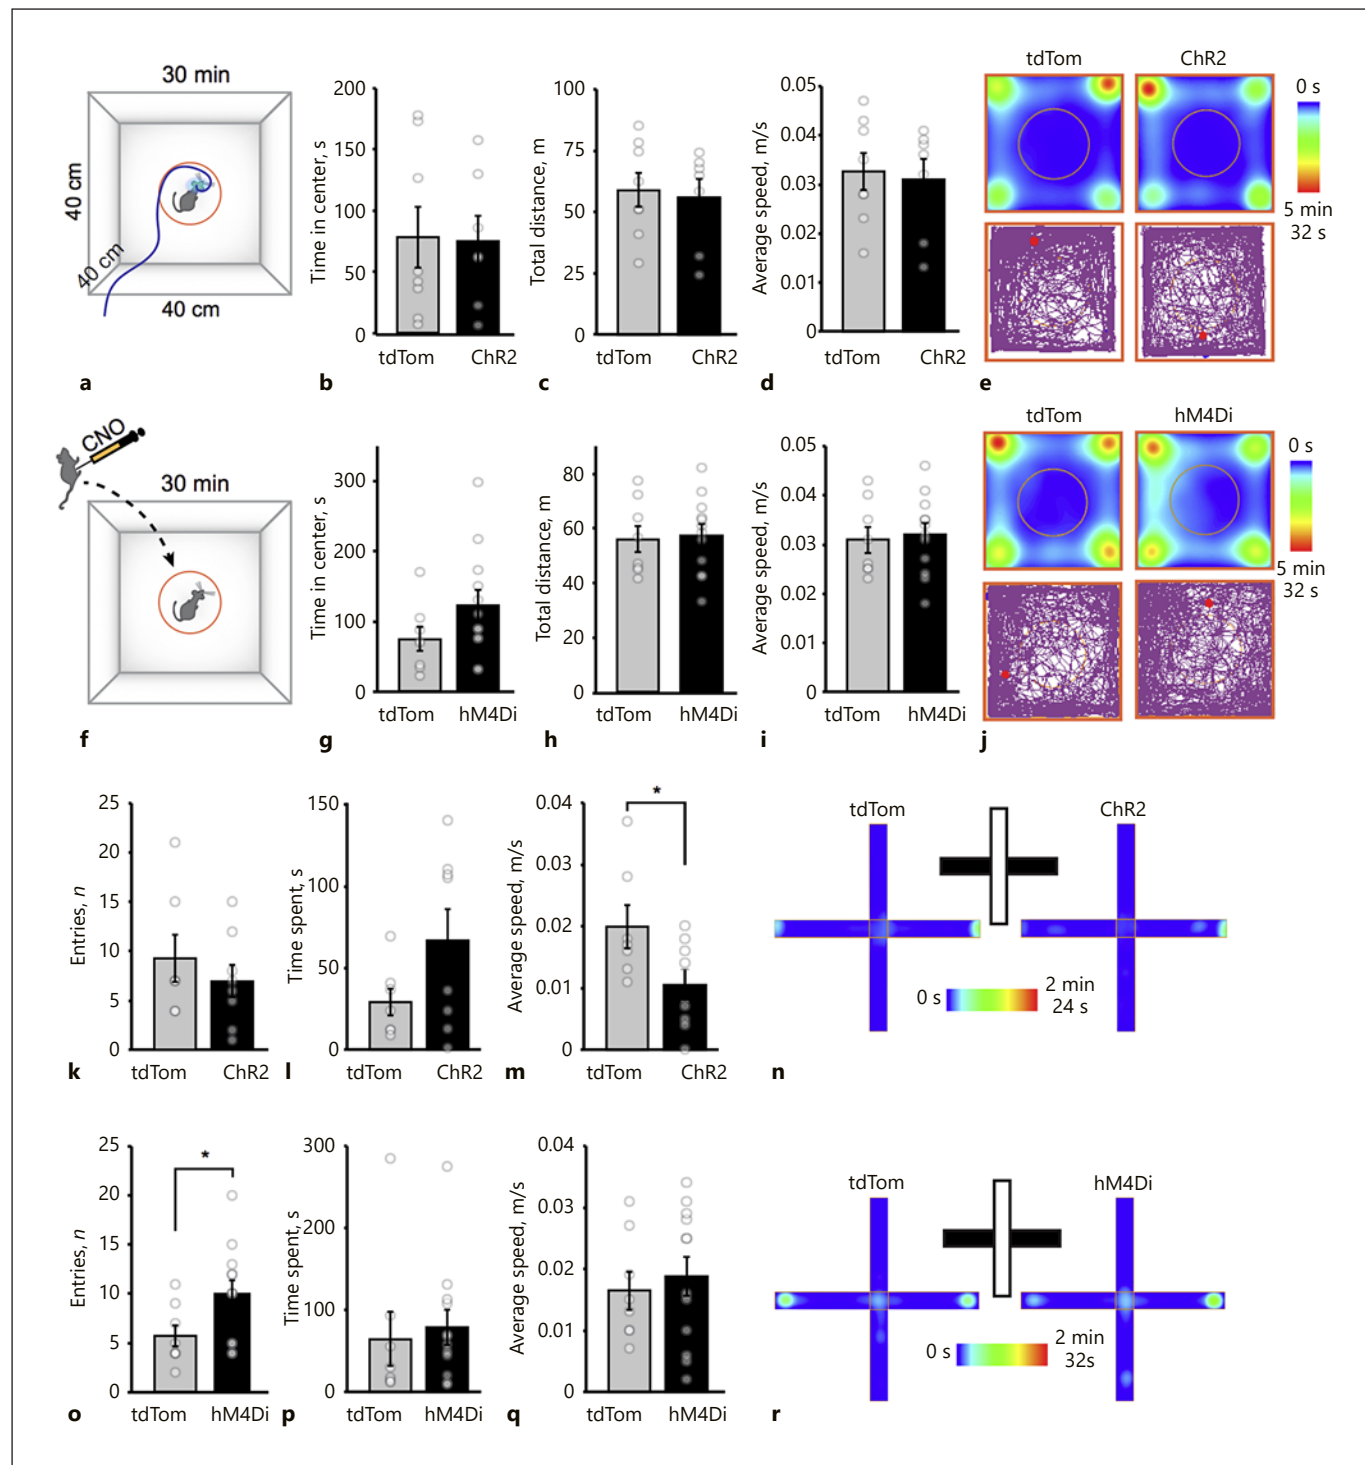 30 min
40 cm
40 cm
40 cm
a
200
150
100
50
0
Time in center, s
tdTom ChR2
b
100
75
50
25
0
Total distance, m
tdTom ChR2
c
0.05
0.04
0.03
0.02
0.01
0
Average speed, m/s
tdTom ChR2
d
tdTom ChR2
0 s
5 min
32 s
e
CNO
30 min
f
300
200
100
0
Time in center, s
tdTom hM4Di
g
80
60
40
20
0
Total distance, m
tdTom hM4Di
h
0.05
0.04
0.03
0.02
0.01
0
Average speed, m/s
tdTom hM4Di
i
tdTom hM4Di
0 s
5 min
32 s
j
25
20
15
10
5
0
Entries, n
tdTom ChR2
k
150
100
50
0
Time spent, s
tdTom ChR2
l
0.04
0.03
0.02
0.01
0
Average speed, m/s
*
tdTom ChR2
m
tdTom ChR2
0 s
2 min
24 s
n
25
20
15
10
5
0
Entries, n
*
tdTom hM4Di
o
300
200
100
0
Time spent, s
tdTom hM4Di
p
0.04
0.03
0.02
0.01
0
Average speed, m/s
tdTom hM4Di
q
tdTom hM4Di
0 s
2 min
32s
r